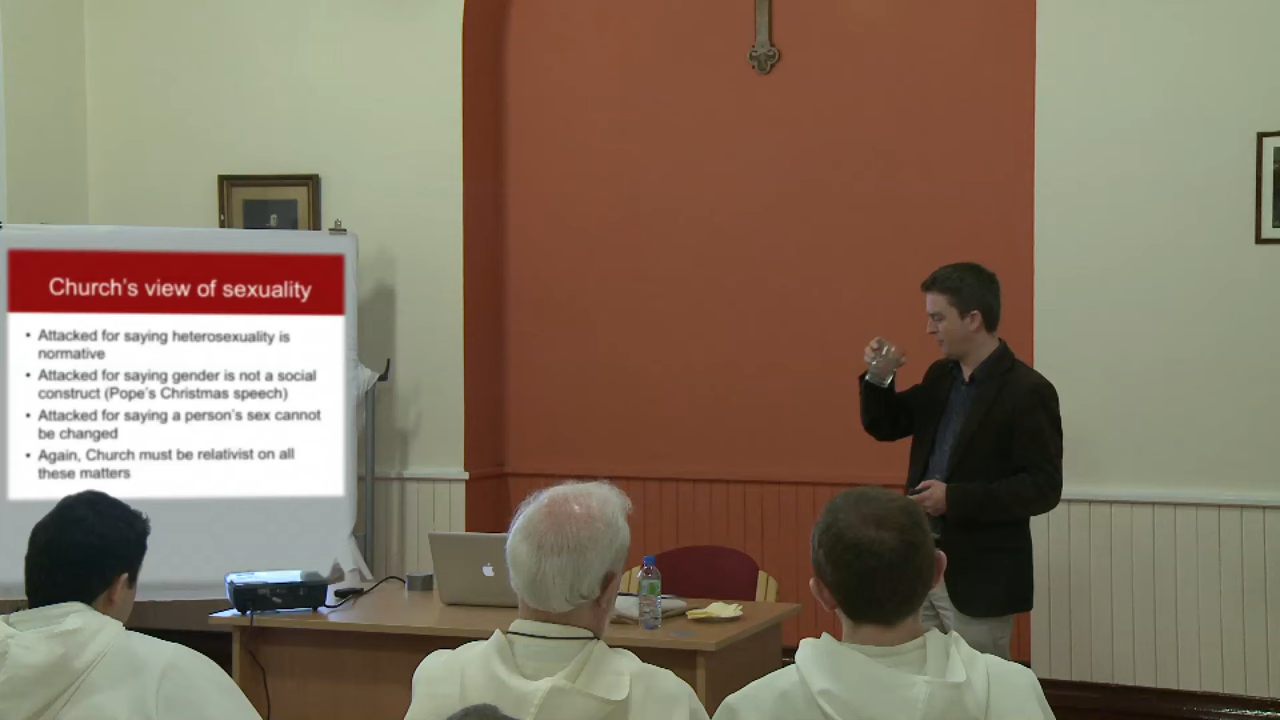 Church's view of sexuality
• Attacked for saying heterosexuality is
normative
• Attacked for saying gender is not a social
construct (Pope's Christmas speech)
• Attacked for saying a person's sex cannot
be changed
• Again, Church must be relativist on all
these matters